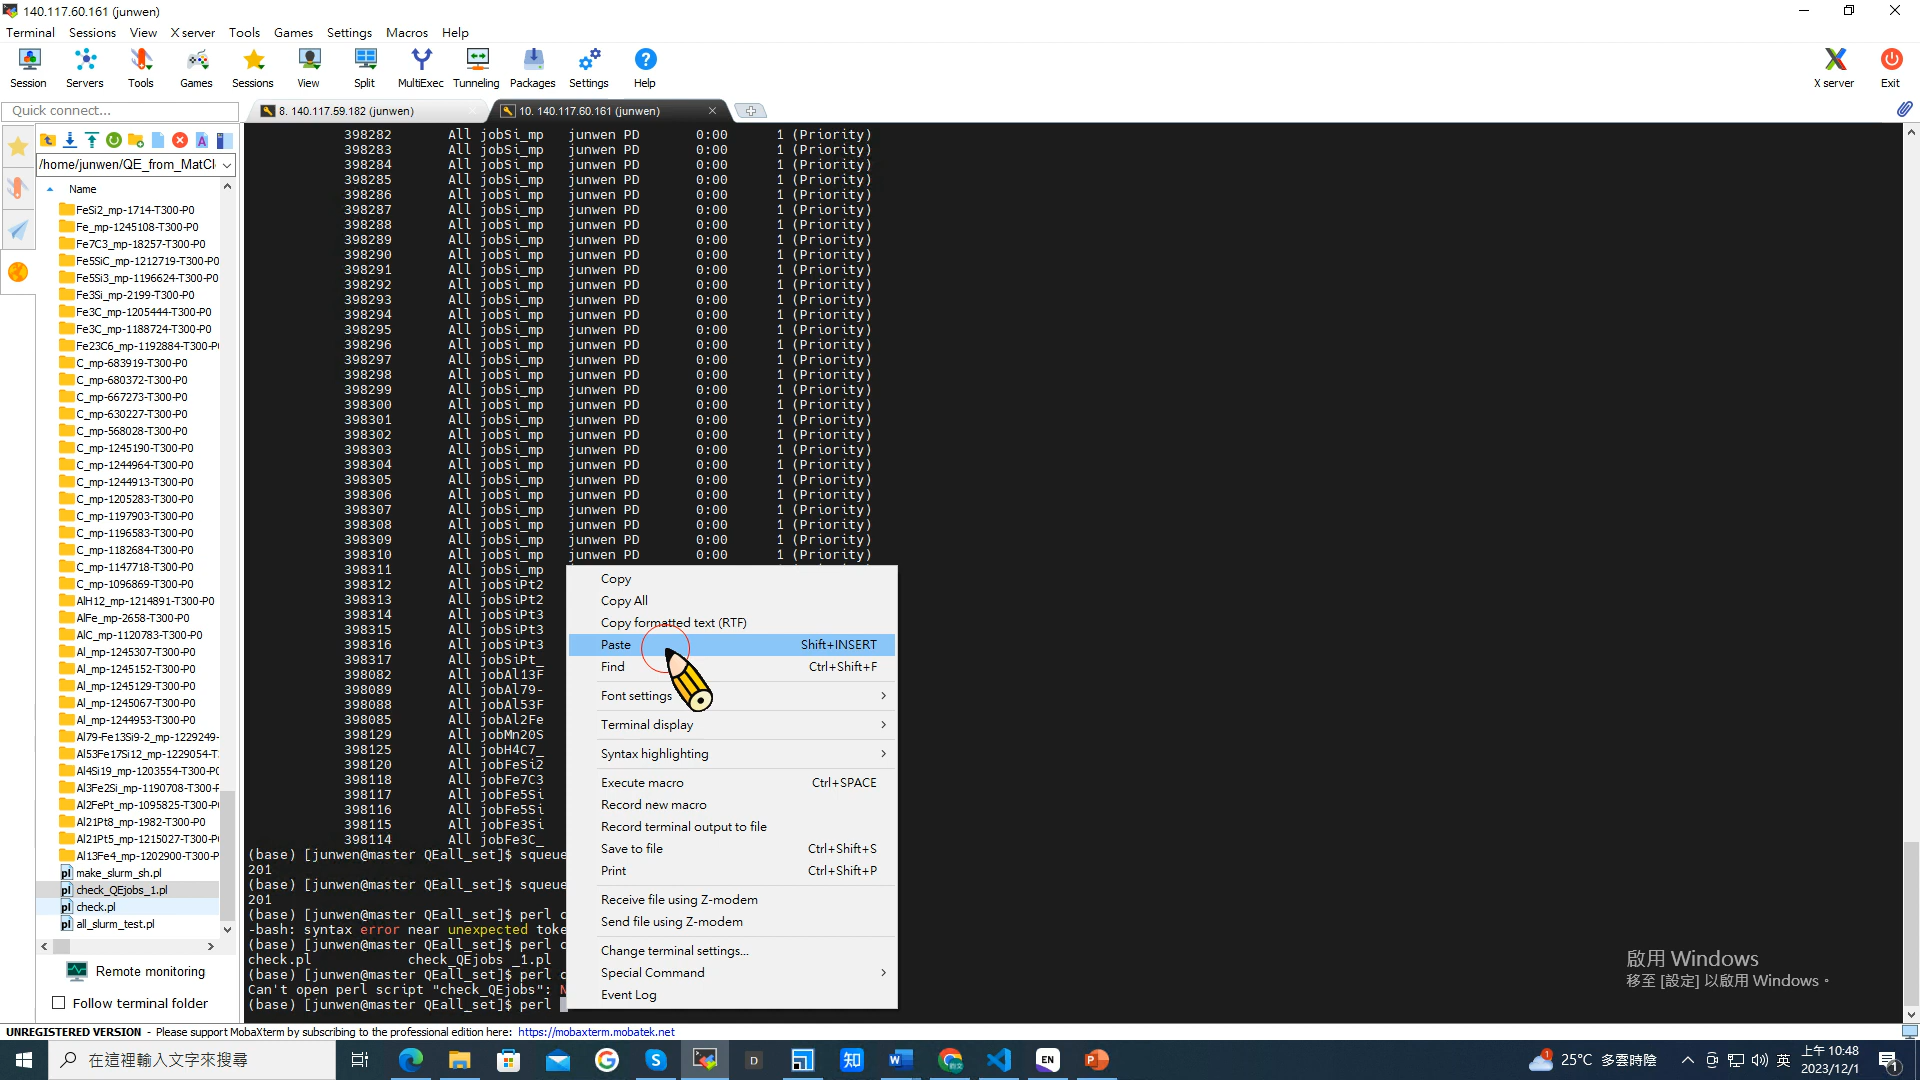 140.117.60.161 (junwen)
Terminal Sessions View X server Tools Games Settings Macros Help
Session Servers Tools Games Sessions View Split MultiExec Tunneling Packages Settings Help X server Exit
Quick connect...
8. 140.117.59.182 (junwen)
10. 140.117.60.161 (junwen)
/home/junwen/QE_from_MatCl
Name
FeSi2_mp-1714-T300-P0
Fe_mp-1245108-T300-P0
Fe7C3_mp-18257-T300-P0
Fe5SiC_mp-1212719-T300-P0
Fe5Si3_mp-1196624-T300-P0
Fe3Si_mp-2199-T300-P0
Fe3C_mp-1205444-T300-P0
Fe3C_mp-1188724-T300-P0
Fe23C6_mp-1192884-T300-P
C_mp-683919-T300-P0
C_mp-680372-T300-P0
C_mp-667273-T300-P0
C_mp-630227-T300-P0
C_mp-568028-T300-P0
C_mp-1245190-T300-P0
C_mp-1244964-T300-P0
C_mp-1244913-T300-P0
C_mp-1205283-T300-P0
C_mp-1197903-T300-P0
C_mp-1196583-T300-P0
C_mp-1182684-T300-P0
C_mp-1147718-T300-P0
C_mp-1096869-T300-P0
AlH12_mp-1214891-T300-P0
AlFe_mp-2658-T300-P0
AlC_mp-1120783-T300-P0
Al_mp-1245307-T300-P0
Al_mp-1245152-T300-P0
Al_mp-1245129-T300-P0
Al_mp-1245067-T300-P0
Al_mp-1244953-T300-P0
Al79-Fe13Si9-2_mp-1229249-
Al53Fe17Si12_mp-1229054-T
Al4Si19_mp-1203554-T300-P
Al3Fe2Si_mp-1190708-T300-
Al2FePt_mp-1095825-T300-P
Al21Pt8_mp-1982-T300-P0
Al21Pt5_mp-1215027-T300-P
Al13Fe4_mp-1202900-T300-P
make_slurm_sh.pl
check_QEjobs_1.pl
check.pl
all_slurm_test.pl
Remote monitoring
Follow terminal folder
398282 All jobSi_mp junwen PD 0:00 1 (Priority)
398283 All jobSi_mp junwen PD 0:00 1 (Priority)
398284 All jobSi_mp junwen PD 0:00 1 (Priority)
398285 All jobSi_mp junwen PD 0:00 1 (Priority)
398286 All jobSi_mp junwen PD 0:00 1 (Priority)
398287 All jobSi_mp junwen PD 0:00 1 (Priority)
398288 All jobSi_mp junwen PD 0:00 1 (Priority)
398289 All jobSi_mp junwen PD 0:00 1 (Priority)
398290 All jobSi_mp junwen PD 0:00 1 (Priority)
398291 All jobSi_mp junwen PD 0:00 1 (Priority)
398292 All jobSi_mp junwen PD 0:00 1 (Priority)
398293 All jobSi_mp junwen PD 0:00 1 (Priority)
398294 All jobSi_mp junwen PD 0:00 1 (Priority)
398295 All jobSi_mp junwen PD 0:00 1 (Priority)
398296 All jobSi_mp junwen PD 0:00 1 (Priority)
398297 All jobSi_mp junwen PD 0:00 1 (Priority)
398298 All jobSi_mp junwen PD 0:00 1 (Priority)
398299 All jobSi_mp junwen PD 0:00 1 (Priority)
398300 All jobSi_mp junwen PD 0:00 1 (Priority)
398301 All jobSi_mp junwen PD 0:00 1 (Priority)
398302 All jobSi_mp junwen PD 0:00 1 (Priority)
398303 All jobSi_mp junwen PD 0:00 1 (Priority)
398304 All jobSi_mp junwen PD 0:00 1 (Priority)
398305 All jobSi_mp junwen PD 0:00 1 (Priority)
398306 All jobSi_mp junwen PD 0:00 1 (Priority)
398307 All jobSi_mp junwen PD 0:00 1 (Priority)
398308 All jobSi_mp junwen PD 0:00 1 (Priority)
398309 All jobSi_mp junwen PD 0:00 1 (Priority)
398310 All jobSi_mp junwen PD 0:00 1 (Priority)
398311 All jobSi_mp
398312 All jobSiPt2
398313 All jobSiPt2
398314 All jobSiPt3
398315 All jobSiPt3
398316 All jobSiPt3
398317 All jobSiPt_
398082 All jobAl13F
398089 All jobAl79-
398088 All jobAl53F
398085 All jobAl2Fe
398129 All jobMn20S
398125 All jobH4C7_
398120 All jobFeSi2
398118 All jobFe7C3
398117 All jobFe5Si
398116 All jobFe5Si
398115 All jobFe3Si
398114 All jobFe3C_
(base) [junwen@master QEall_set]$ squeue
201
(base) [junwen@master QEall_set]$ squeue
201
(base) [junwen@master QEall_set]$ perl c
-bash: syntax error near unexpected toke
(base) [junwen@master QEall_set]$ perl c
check.pl check_QEjobs _1.pl
(base) [junwen@master QEall_set]$ perl c
Can't open perl script "check_QEjobs": N
(base) [junwen@master QEall_set]$ perl
Copy
Copy All
Copy formatted text (RTF)
Paste Shift+INSERT
Find Ctrl+Shift+F
Font settings
Terminal display
Syntax highlighting
Execute macro Ctrl+SPACE
Record new macro
Record terminal output to file
Save to file Ctrl+Shift+S
Print Ctrl+Shift+P
Receive file using Z-modem
Send file using Z-modem
Change terminal settings...
Special Command
Event Log
啟用 Windows
移至 [設定] 以啟用 Windows。
UNREGISTERED VERSION - Please support MobaXterm by subscribing to the professional edition here: https://mobaxterm.mobatek.net
在這裡輸入文字來搜尋
D
知
EN
1
25°C 多雲時陰
英
上午 10:48
2023/12/1
1